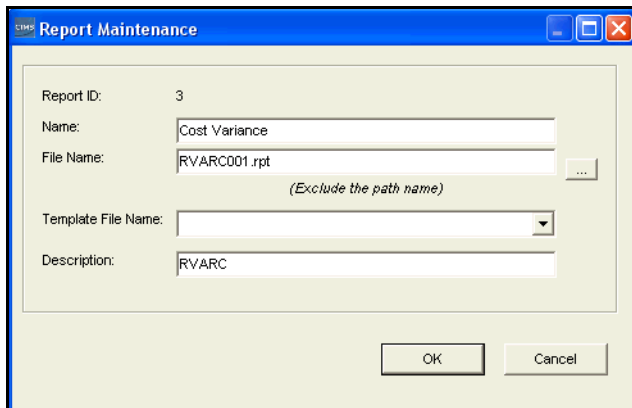 CIMS Report Maintenance
Report ID: 3
Name: Cost Variance
File Name: RVARC001.rpt
...
(Exclude the path name)
Template File Name:
Description: RVARC
OK Cancel